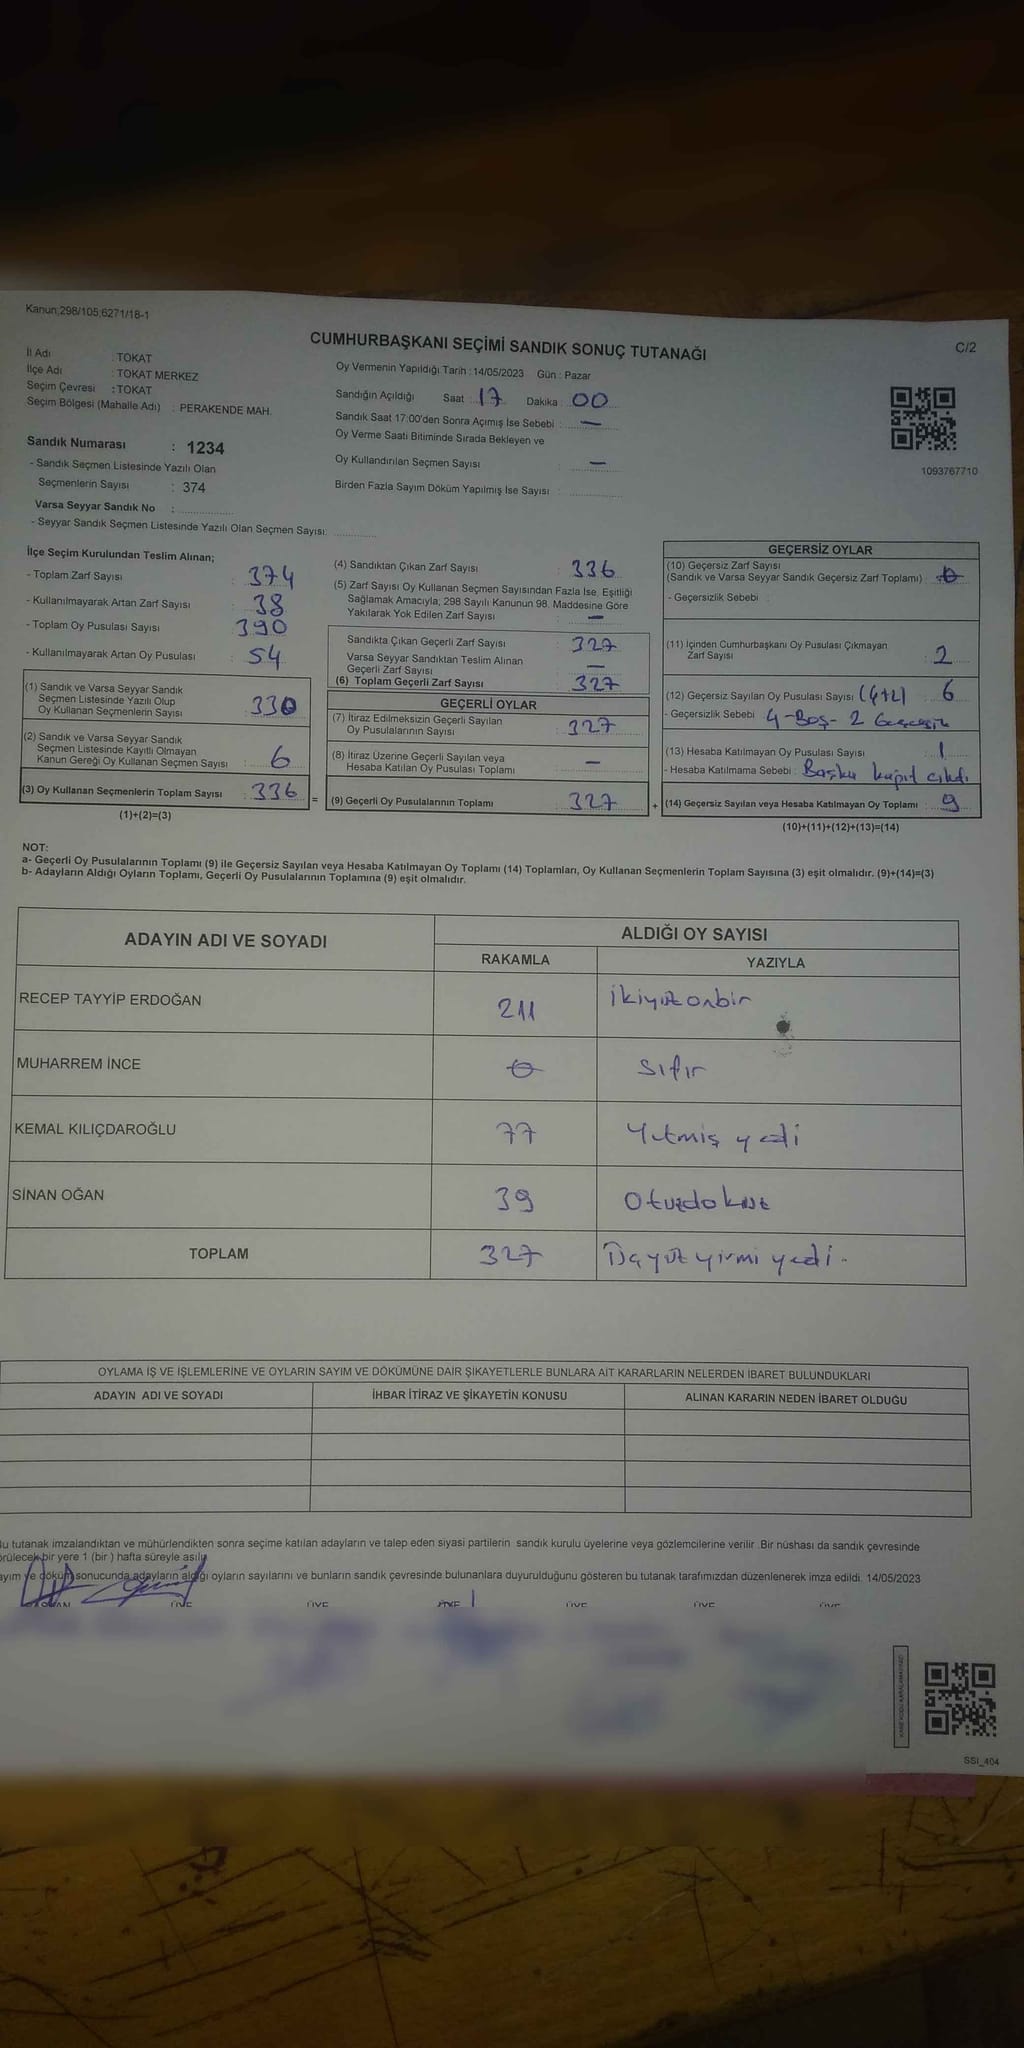 Kanun;298/105;6271/18-1
CUMHURBAŞKANI SEÇİMİ SANDIK SONUÇ TUTANAĞI
C/2
İl Adı : TOKAT
İlçe Adı : TOKAT MERKEZ
Seçim Çevresi : TOKAT
Seçim Bölgesi (Mahalle Adı) : PERAKENDE MAH.
Sandık Numarası : 1234
- Sandık Seçmen Listesinde Yazılı Olan
Seçmenlerin Sayısı : 374
Varsa Seyyar Sandık No :
- Seyyar Sandık Seçmen Listesinde Yazılı Olan Seçmen Sayısı:
Oy Vermenin Yapıldığı Tarih :14/05/2023 Gün : Pazar
Sandığın Açıldığı Saat : 17 Dakika : 00
Sandık Saat 17:00'den Sonra Açımış İse Sebebi : —
Oy Verme Saati Bitiminde Sırada Bekleyen ve
Oy Kullandırılan Seçmen Sayısı : —
Birden Fazla Sayım Döküm Yapılmış İse Sayısı :
1093767710
İlçe Seçim Kurulundan Teslim Alınan;
- Toplam Zarf Sayısı : 374
- Kullanılmayarak Artan Zarf Sayısı : 38
- Toplam Oy Pusulası Sayısı : 390
- Kullanılmayarak Artan Oy Pusulası : 54
(1) Sandık ve Varsa Seyyar Sandık
Seçmen Listesinde Yazılı Olup
Oy Kullanan Seçmenlerin Sayısı : 330
(2) Sandık ve Varsa Seyyar Sandık
Seçmen Listesinde Kayıtlı Olmayan
Kanun Gereği Oy Kullanan Seçmen Sayısı : 6
(3) Oy Kullanan Seçmenlerin Toplam Sayısı : 336
(1)+(2)=(3)
(4) Sandıktan Çıkan Zarf Sayısı : 336
(5) Zarf Sayısı Oy Kullanan Seçmen Sayısından Fazla İse, Eşitliği
Sağlamak Amacıyla, 298 Sayılı Kanunun 98. Maddesine Göre
Yakılarak Yok Edilen Zarf Sayısı : —
Sandıkta Çıkan Geçerli Zarf Sayısı : 327
Varsa Seyyar Sandıktan Teslim Alınan
Geçerli Zarf Sayısı : —
(6) Toplam Geçerli Zarf Sayısı : 327
GEÇERLİ OYLAR
(7) İtiraz Edilmeksizin Geçerli Sayılan
Oy Pusulalarının Sayısı : 327
(8) İtiraz Üzerine Geçerli Sayılan veya
Hesaba Katılan Oy Pusulası Toplamı : —
= (9) Geçerli Oy Pusulalarının Toplamı : 327
GEÇERSİZ OYLAR
(10) Geçersiz Zarf Sayısı
(Sandık ve Varsa Seyyar Sandık Geçersiz Zarf Toplamı) : 0
- Geçersizlik Sebebi :
(11) İçinden Cumhurbaşkanı Oy Pusulası Çıkmayan
Zarf Sayısı : 2
(12) Geçersiz Sayılan Oy Pusulası Sayısı (4+2) : 6
- Geçersizlik Sebebi : 4-Boş- 2 Geçersiz
(13) Hesaba Katılmayan Oy Pusulası Sayısı : 1
- Hesaba Katılmama Sebebi : Başka kağıt çıktı
+ (14) Geçersiz Sayılan veya Hesaba Katılmayan Oy Toplamı : 9
(10)+(11)+(12)+(13)=(14)
NOT:
a- Geçerli Oy Pusulalarının Toplamı (9) ile Geçersiz Sayılan veya Hesaba Katılmayan Oy Toplamı (14) Toplamları, Oy Kullanan Seçmenlerin Toplam Sayısına (3) eşit olmalıdır. (9)+(14)=(3)
b- Adayların Aldığı Oyların Toplamı, Geçerli Oy Pusulalarının Toplamına (9) eşit olmalıdır.
ADAYIN ADI VE SOYADI ALDIĞI OY SAYISI
RAKAMLA YAZIYLA
RECEP TAYYİP ERDOĞAN 211 ikiyüzonbir
MUHARREM İNCE 0 sıfır
KEMAL KILIÇDAROĞLU 77 Yetmiş yedi
SİNAN OĞAN 39 otuzdokuz
TOPLAM 327 Üçyüz yirmi yedi.
OYLAMA İŞ VE İŞLEMLERİNE VE OYLARIN SAYIM VE DÖKÜMÜNE DAİR ŞİKAYETLERLE BUNLARA AİT KARARLARIN NELERDEN İBARET BULUNDUKLARI
ADAYIN ADI VE SOYADI İHBAR İTİRAZ VE ŞİKAYETİN KONUSU ALINAN KARARIN NEDEN İBARET OLDUĞU
u tutanak imzalandıktan ve mühürlendikten sonra seçime katılan adayların ve talep eden siyasi partilerin sandık kurulu üyelerine veya gözlemcilerine verilir .Bir nüshası da sandık çevresinde
rülecek bir yere 1 (bir ) hafta süreyle asılır
ayım ve döküm sonucunda adayların aldığı oyların sayılarını ve bunların sandık çevresinde bulunanlara duyurulduğunu gösteren bu tutanak tarafımızdan düzenlenerek imza edildi. 14/05/2023
ÜYE ÜYE ÜYE ÜYE ÜYE ÜYE
SSI_404